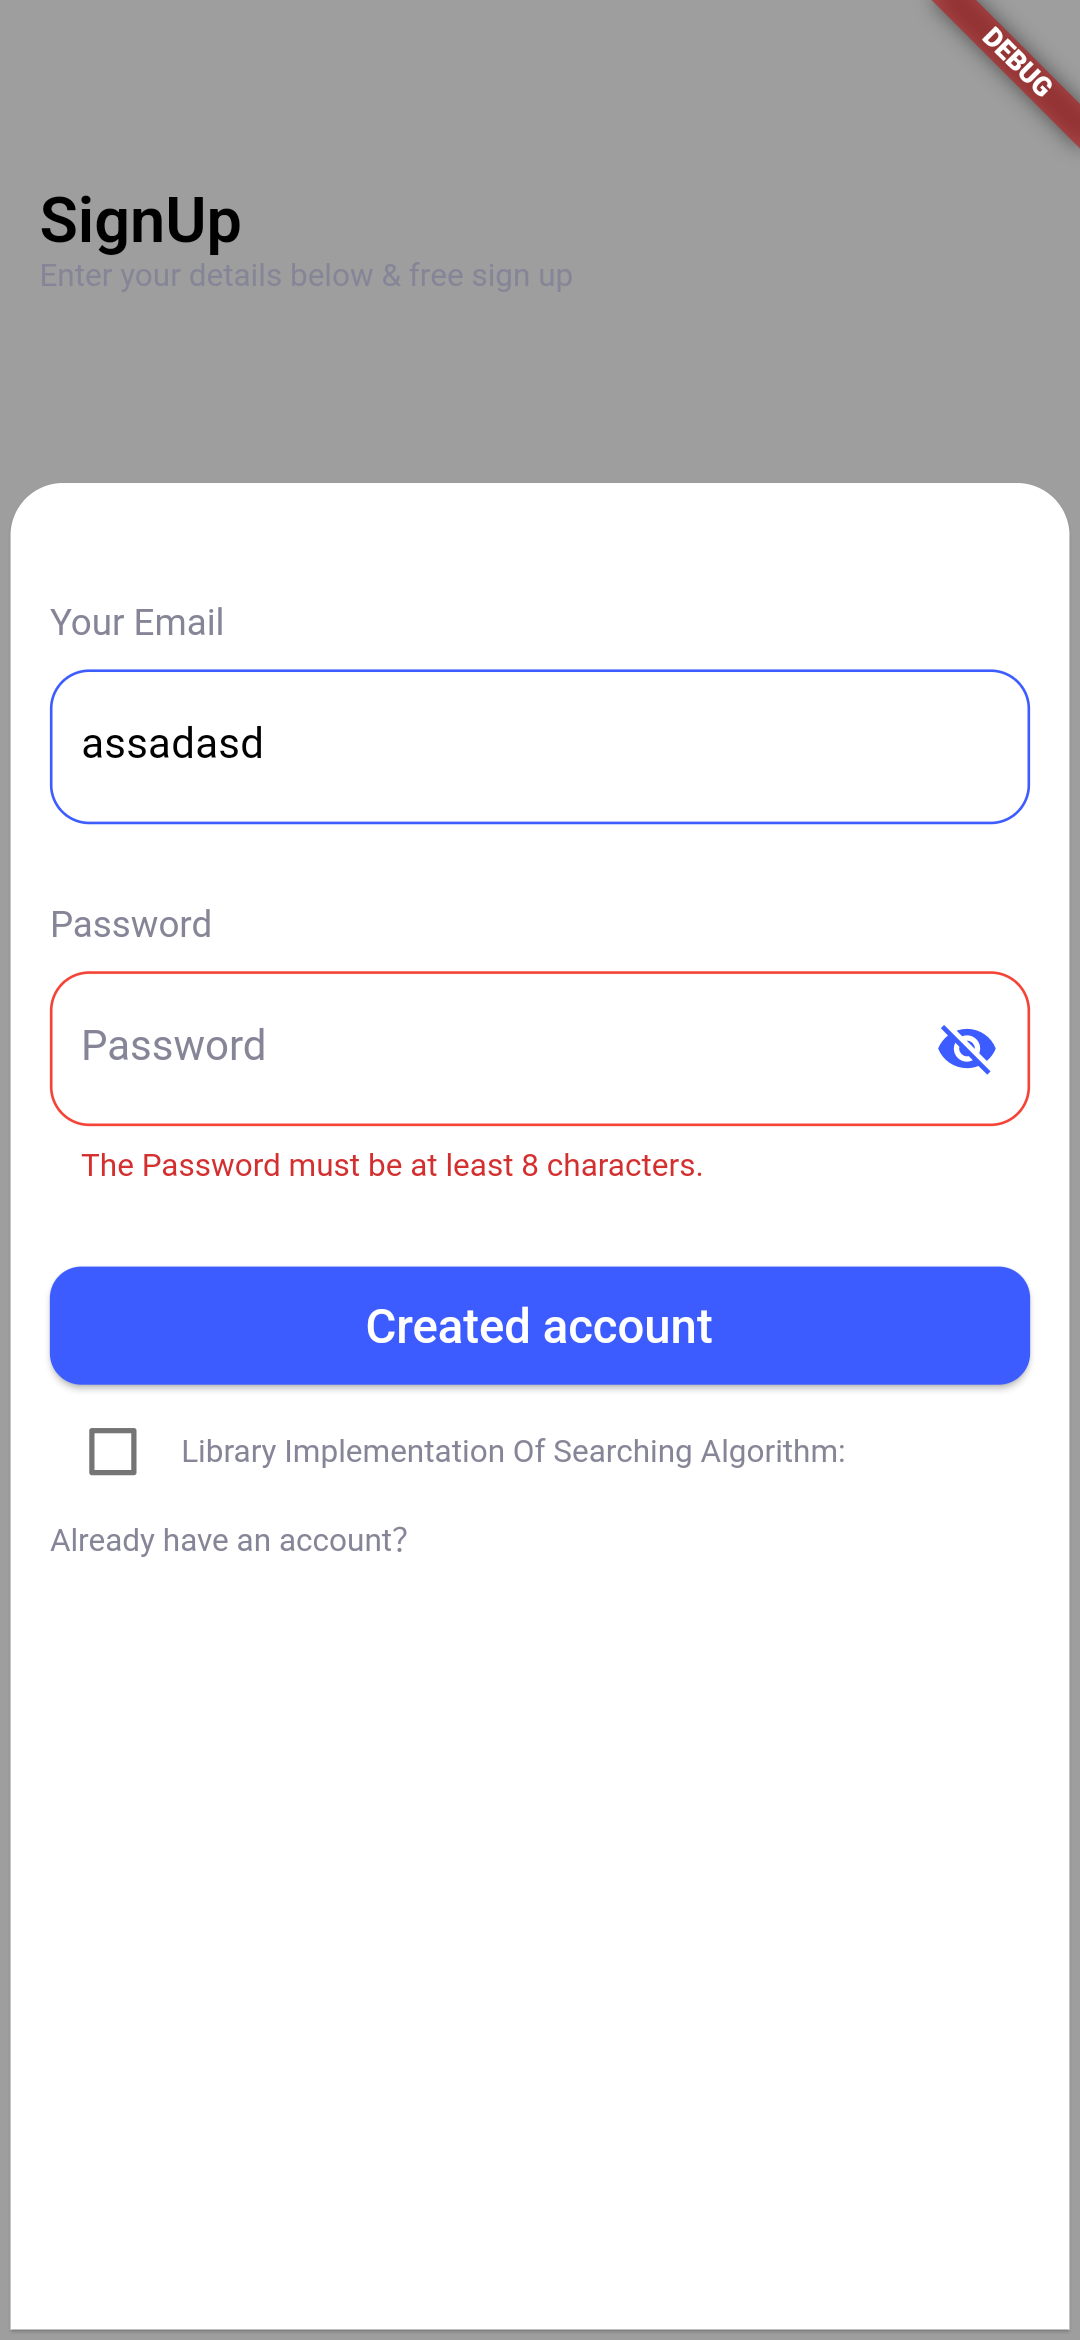 DEBUG
SignUp
Enter your details below & free sign up
Your Email
assadasd
Password
Password
The Password must be at least 8 characters.
Created account
Library Implementation Of Searching Algorithm:
Already have an account?